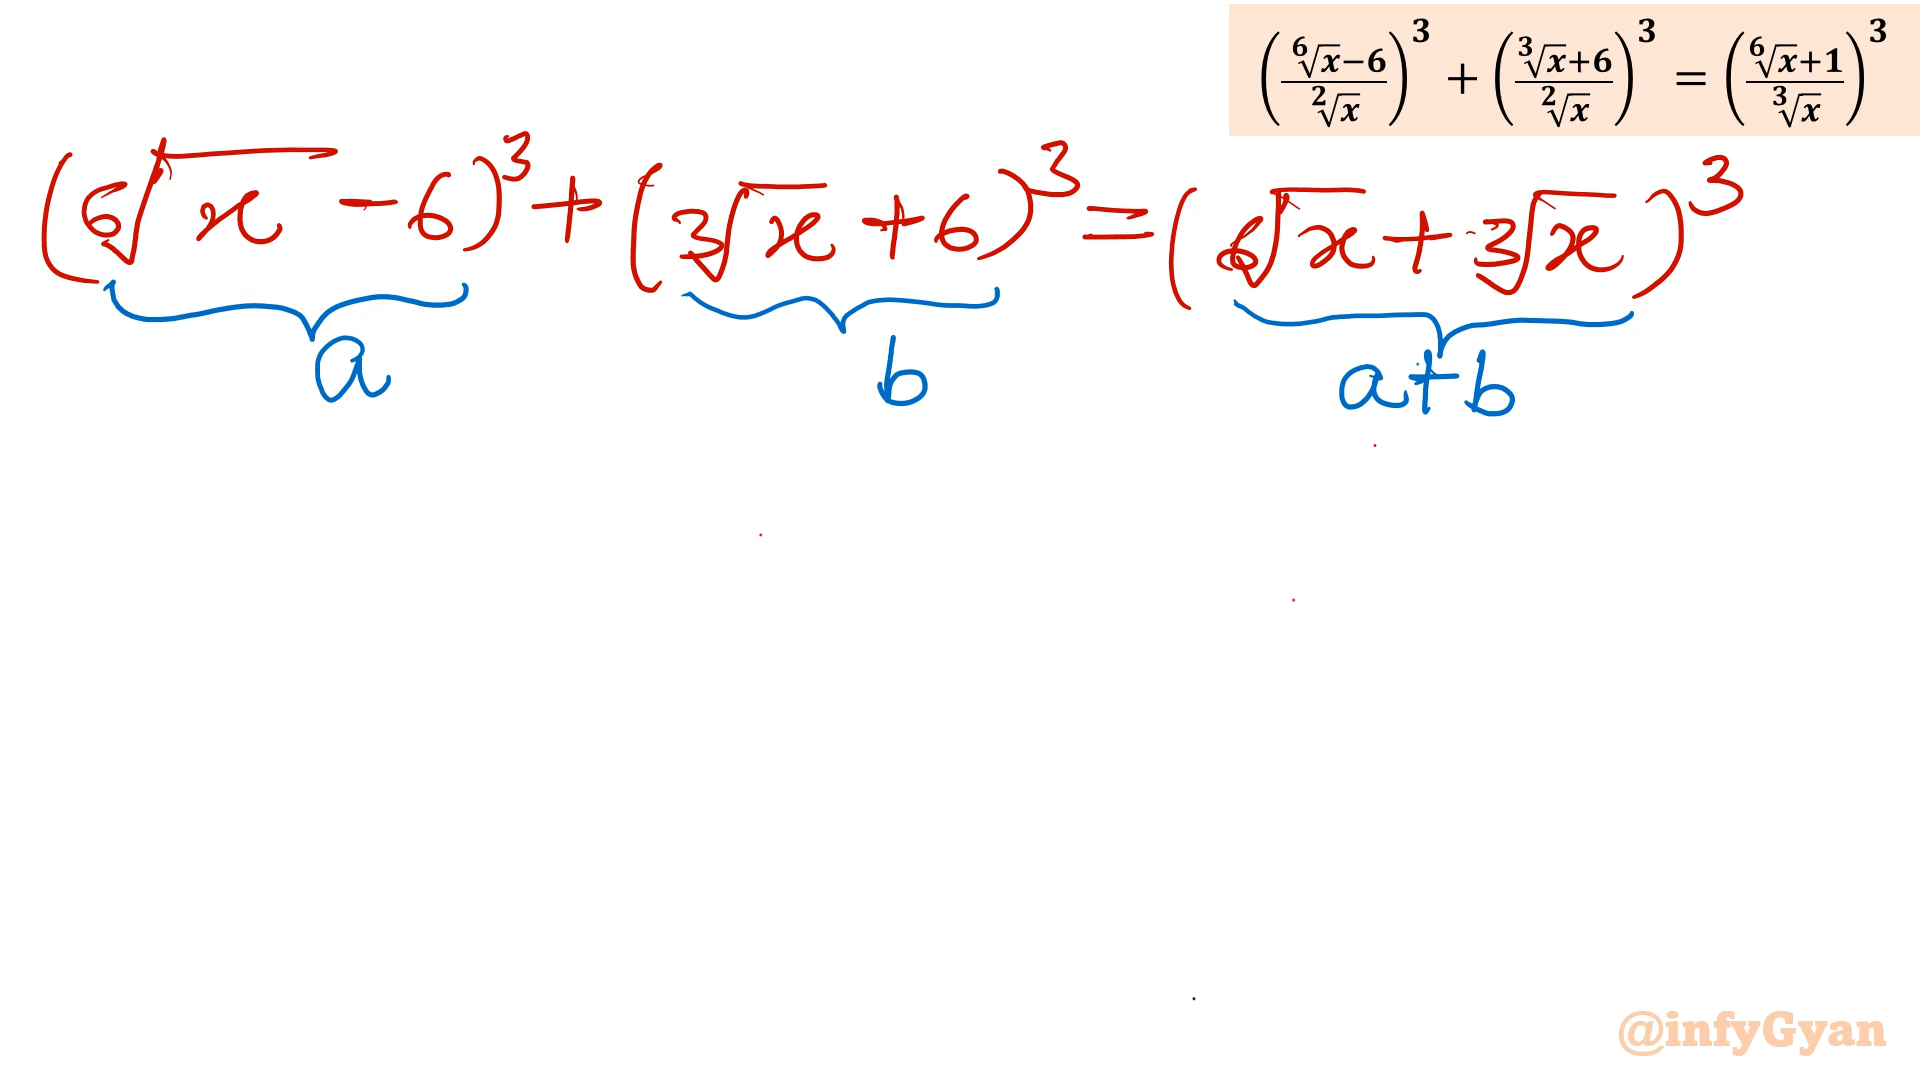 (⁶√x−6 / ²√x)³ + (³√x+6 / ²√x)³ = (⁶√x+1 / ³√x)³
(⁶√x − 6)³ + (³√x + 6)³ = (⁶√x + ³√x)³
a b a+b
@infyGyan